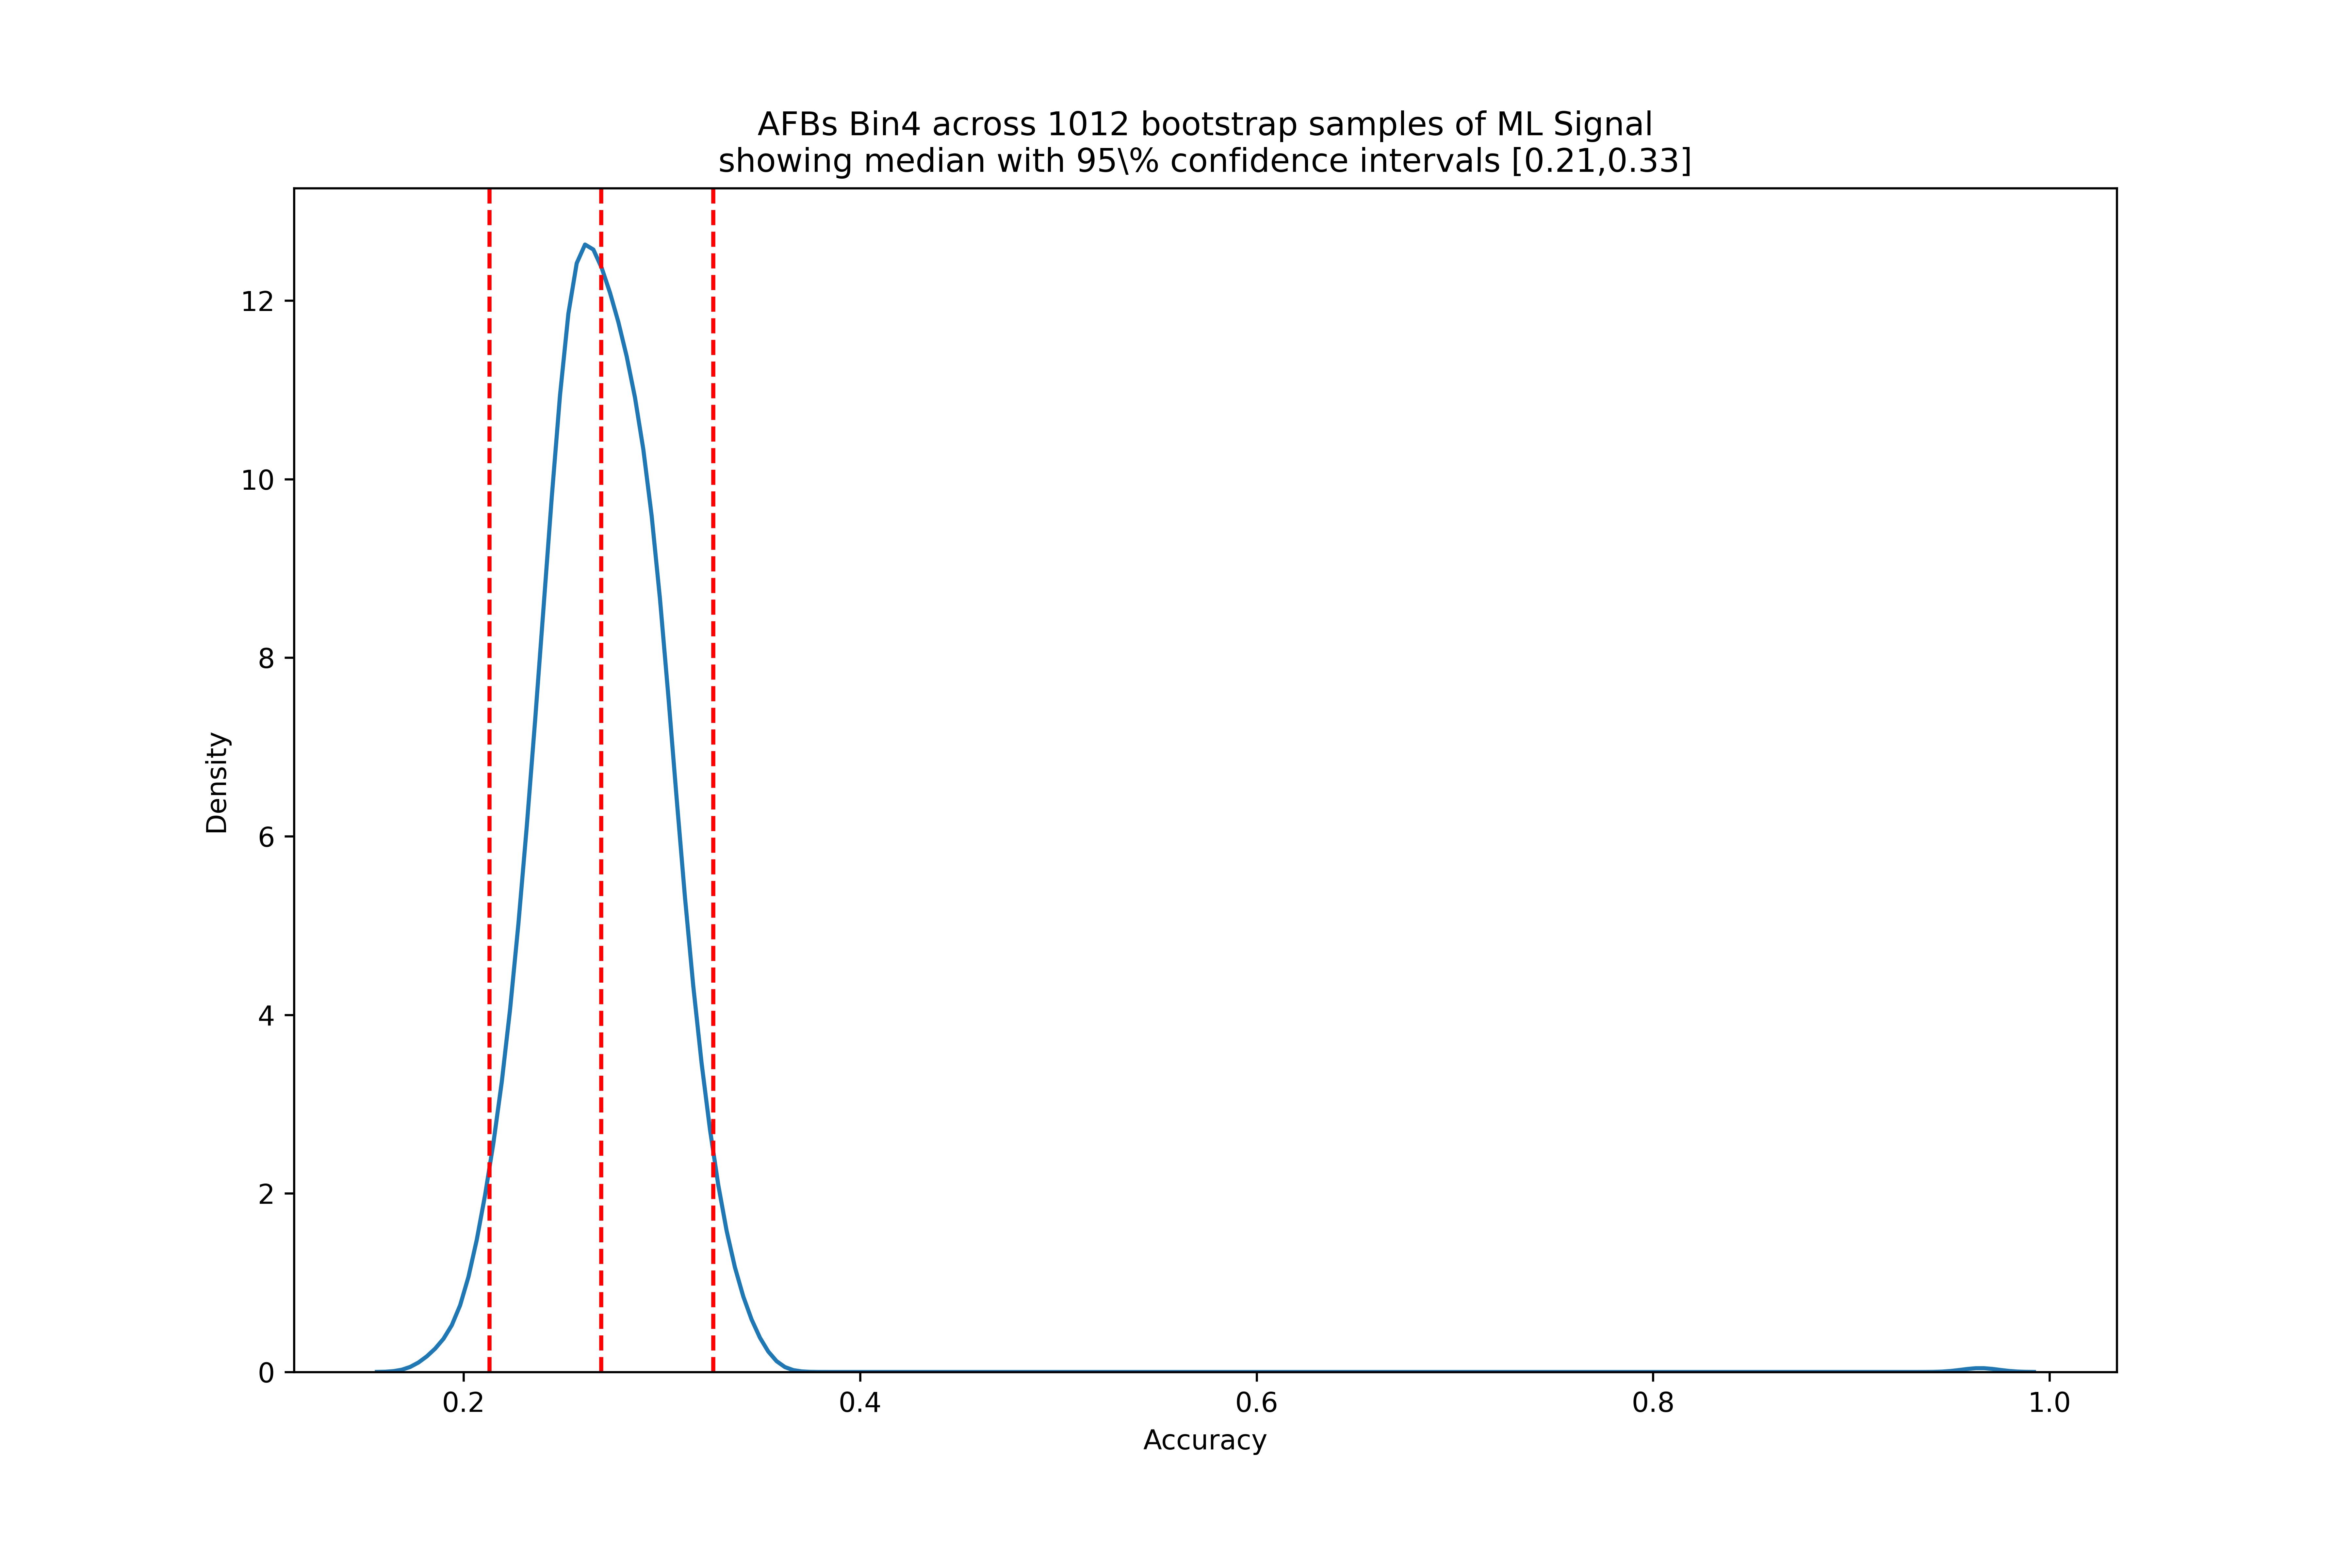 AFBs Bin4 across 1012 bootstrap samples of ML Signal
showing median with 95\% confidence intervals [0.21,0.33]
12
10
8
6
4
2
0
Density
0.2 0.4 0.6 0.8 1.0
Accuracy